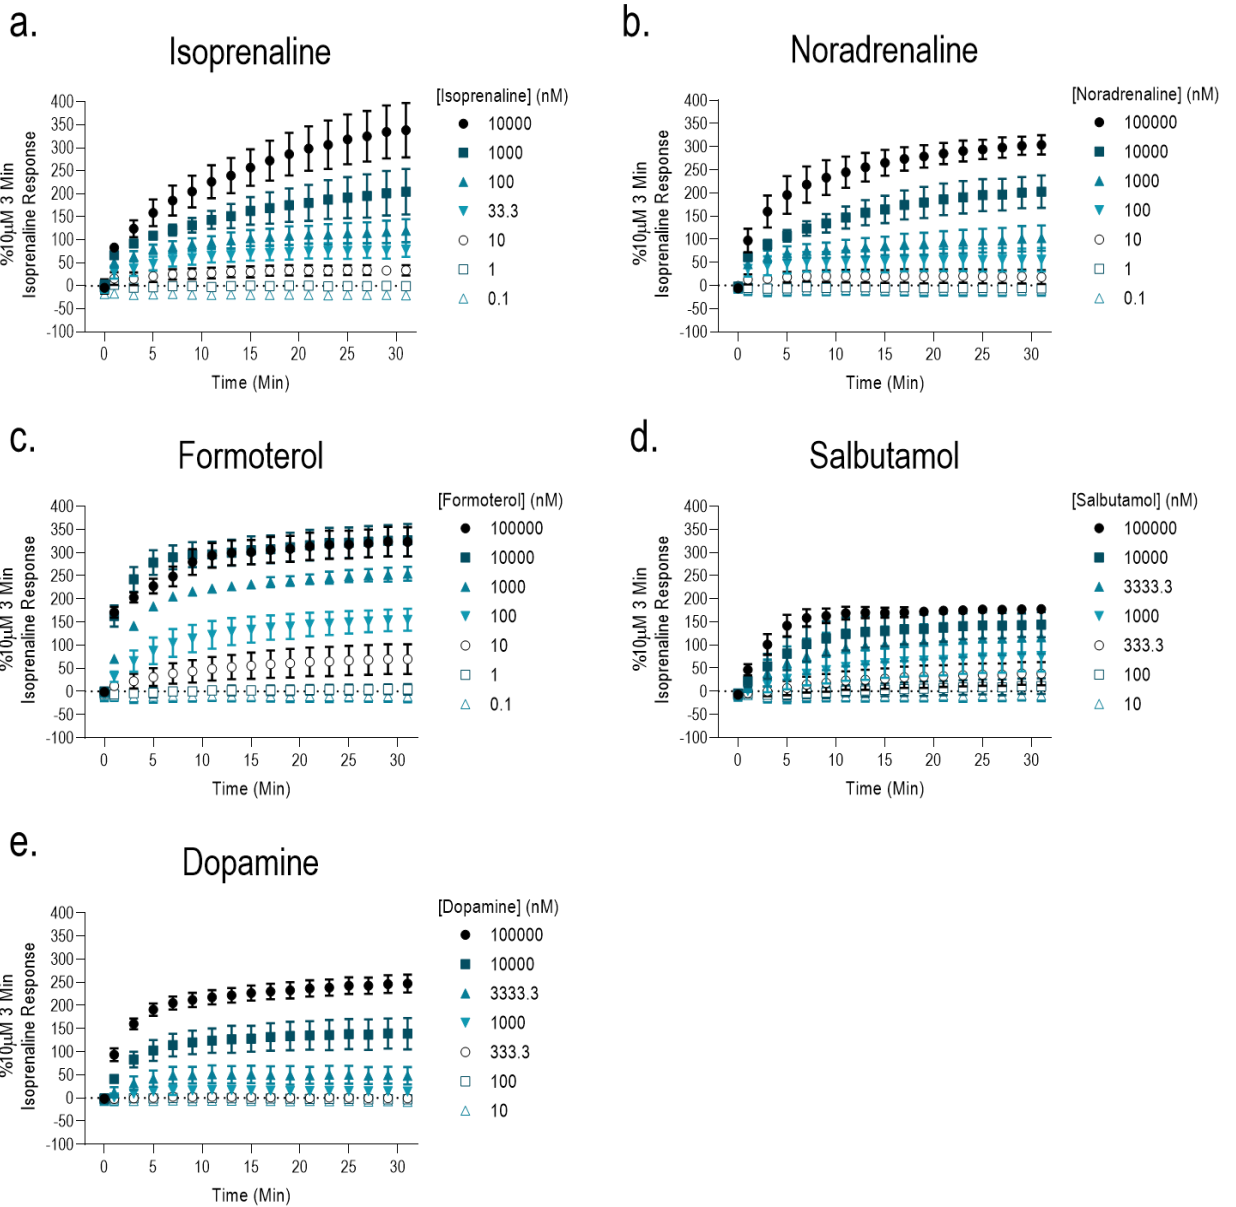 a.
Isoprenaline
%10µM 3 Min
Isoprenaline Response
400
350
300
250
200
150
100
50
0
-50
-100
0 5 10 15 20 25 30
Time (Min)
[Isoprenaline] (nM)
10000
1000
100
33.3
10
1
0.1
b.
Noradrenaline
%10µM 3 Min
Isoprenaline Response
400
350
300
250
200
150
100
50
0
-50
-100
0 5 10 15 20 25 30
Time (Min)
[Noradrenaline] (nM)
100000
10000
1000
100
10
1
0.1
c.
Formoterol
%10µM 3 Min
Isoprenaline Response
400
350
300
250
200
150
100
50
0
-50
-100
0 5 10 15 20 25 30
Time (Min)
[Formoterol] (nM)
100000
10000
1000
100
10
1
0.1
d.
Salbutamol
%10µM 3 Min
Isoprenaline Response
400
350
300
250
200
150
100
50
0
-50
-100
0 5 10 15 20 25 30
Time (Min)
[Salbutamol] (nM)
100000
10000
3333.3
1000
333.3
100
10
e.
Dopamine
%10µM 3 Min
Isoprenaline Response
400
350
300
250
200
150
100
50
0
-50
-100
0 5 10 15 20 25 30
Time (Min)
[Dopamine] (nM)
100000
10000
3333.3
1000
333.3
100
10